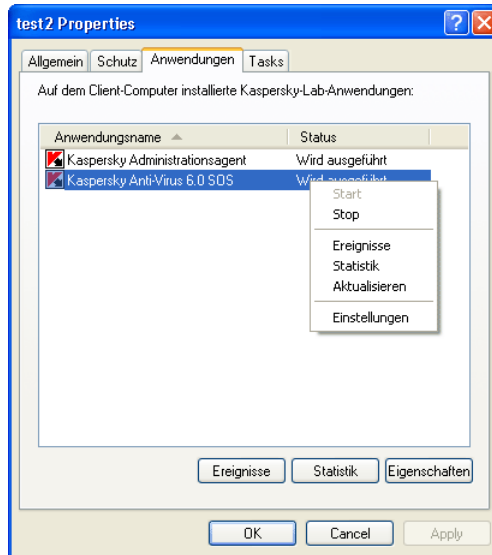 test2 Properties
Allgemein Schutz Anwendungen Tasks
Auf dem Client-Computer installierte Kaspersky-Lab-Anwendungen:
Anwendungsname Status
Kaspersky Administrationsagent Wird ausgeführt
Kaspersky Anti-Virus 6.0 SOS Wird ausgeführt
Start
Stop
Ereignisse
Statistik
Aktualisieren
Einstellungen
Ereignisse Statistik Eigenschaften
OK Cancel Apply